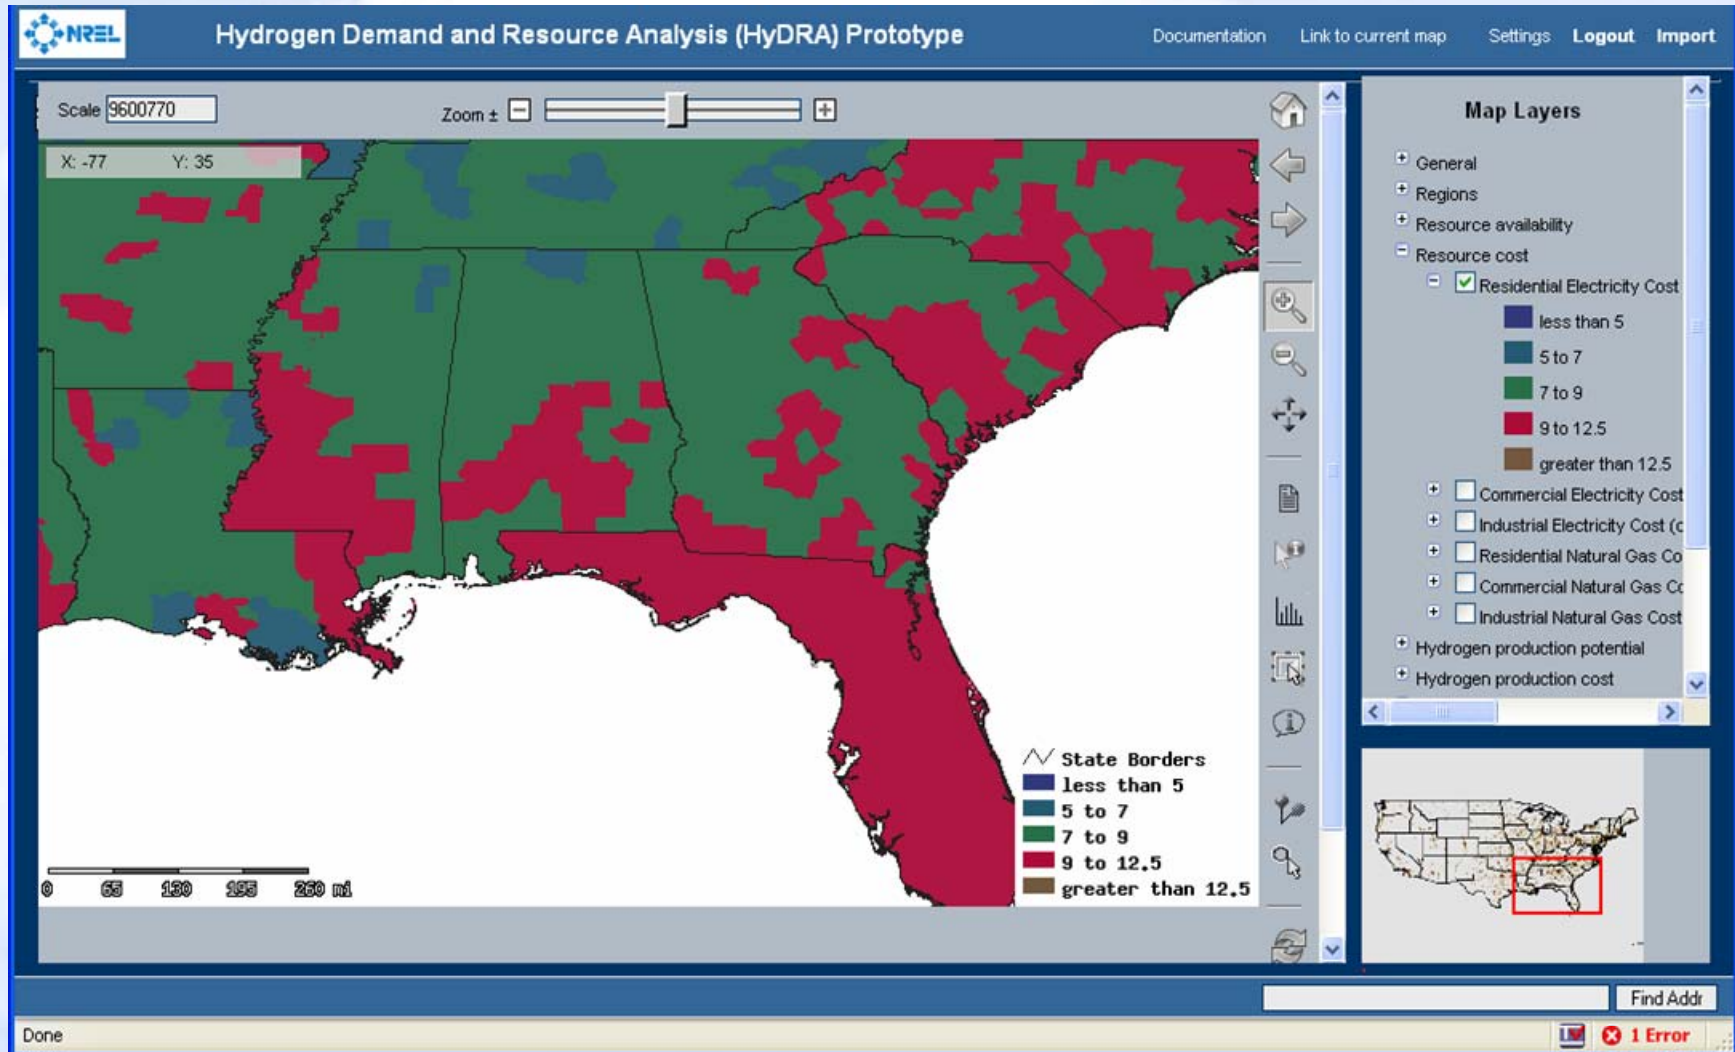 NREL
Hydrogen Demand and Resource Analysis (HyDRA) Prototype
Documentation
Link to current map
Settings
Logout
Import
Scale 9600770
Zoom ±
X: -77 Y: 35
State Borders
less than 5
5 to 7
7 to 9
9 to 12.5
greater than 12.5
0 65 130 195 260 mi
Map Layers
General
Regions
Resource availability
Resource cost
Residential Electricity Cost
less than 5
5 to 7
7 to 9
9 to 12.5
greater than 12.5
Commercial Electricity Cost
Industrial Electricity Cost (c
Residential Natural Gas Co
Commercial Natural Gas Cc
Industrial Natural Gas Cost
Hydrogen production potential
Hydrogen production cost
Find Addr
Done
1 Error